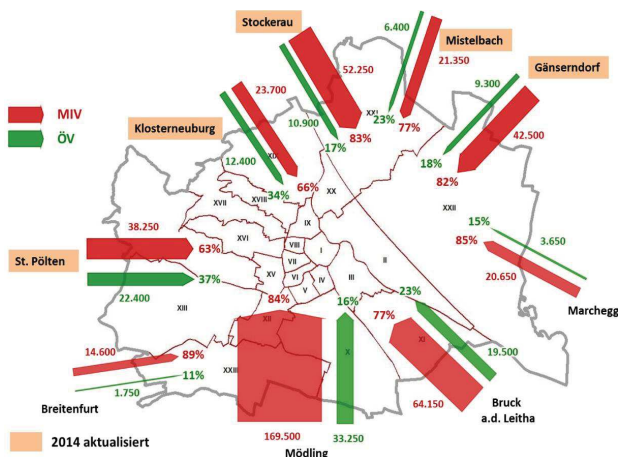 Stockerau
6.400
Mistelbach
52.250
21.350
Gänserndorf
MIV
ÖV
23.700
XXI
9.300
Klosterneuburg
10.900
23%
83%
77%
42.500
17%
12.400
XIX
18%
66%
82%
34%
XX
XVIII
XVII
XXII
IX
38.250
XVI
15%
VIII
I
II
63%
85%
3.650
St. Pölten
VII
37%
XV
VI
IV
III
20.650
V
22.400
84%
16%
23%
Marchegg
XIII
77%
XII
14.600
89%
X
XI
19.500
XXIII
11%
1.750
Breitenfurt
64.150
Bruck
a.d. Leitha
169.500
33.250
2014 aktualisiert
Mödling